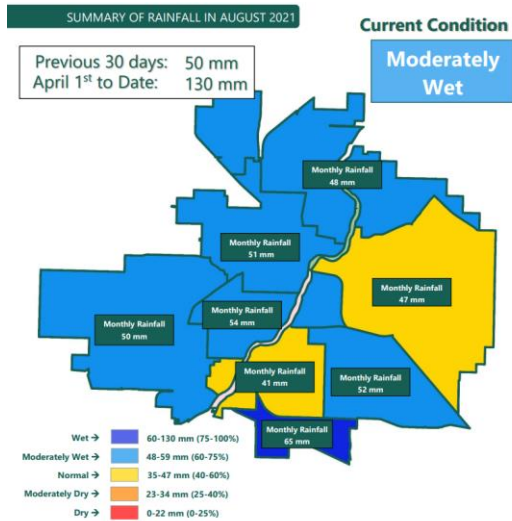 SUMMARY OF RAINFALL IN AUGUST 2021
Current Condition
Moderately
Wet
Previous 30 days: 50 mm
April 1st to Date: 130 mm
Monthly Rainfall
48 mm
Monthly Rainfall
51 mm
Monthly Rainfall
47 mm
Monthly Rainfall
54 mm
Monthly Rainfall
50 mm
Monthly Rainfall
41 mm
Monthly Rainfall
52 mm
Monthly Rainfall
65 mm
Wet → 60-130 mm (75-100%)
Moderately Wet → 48-59 mm (60-75%)
Normal → 35-47 mm (40-60%)
Moderately Dry → 23-34 mm (25-40%)
Dry → 0-22 mm (0-25%)